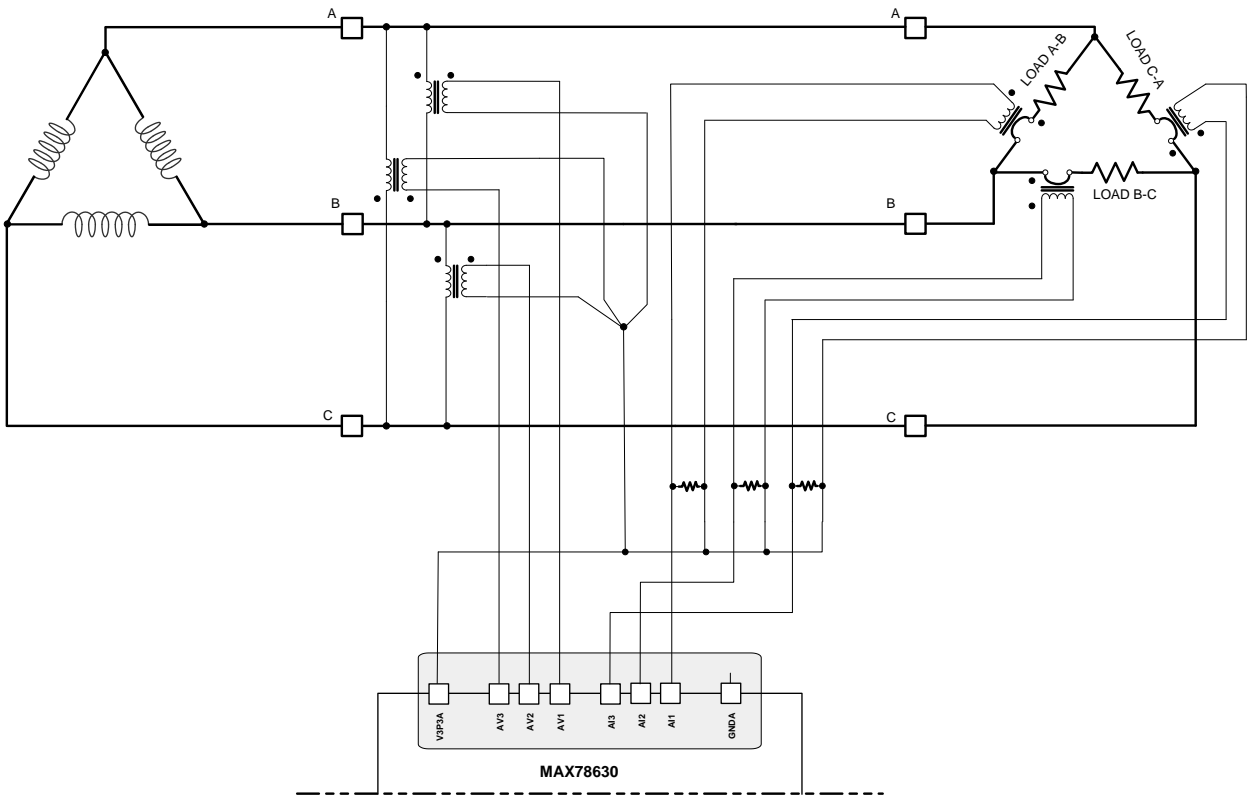 A
A
LOAD A-B
LOAD C-A
B
B
LOAD B-C
C
C
V3P3A
AV3
AV2
AV1
AI3
AI2
AI1
GNDA
MAX78630